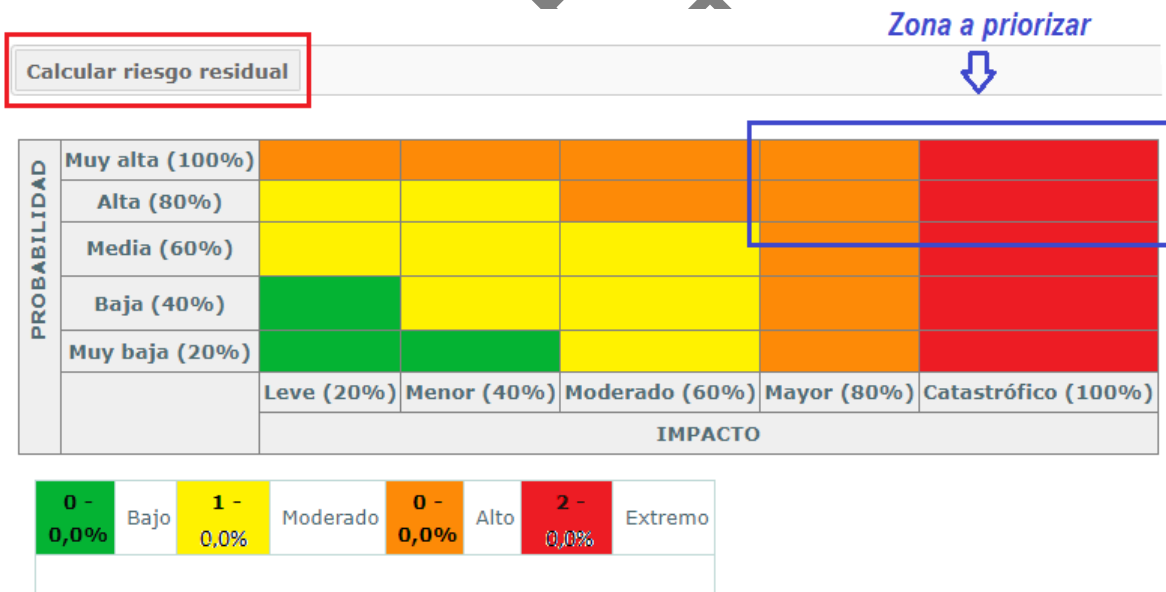 Zona a priorizar
Calcular riesgo residual
PROBABILIDAD
Muy alta (100%)
Alta (80%)
Media (60%)
Baja (40%)
Muy baja (20%)
Leve (20%) Menor (40%) Moderado (60%) Mayor (80%) Catastrófico (100%)
IMPACTO
0 - 0,0% Bajo 1 - 0,0% Moderado 0 - 0,0% Alto 2 - 0,0% Extremo